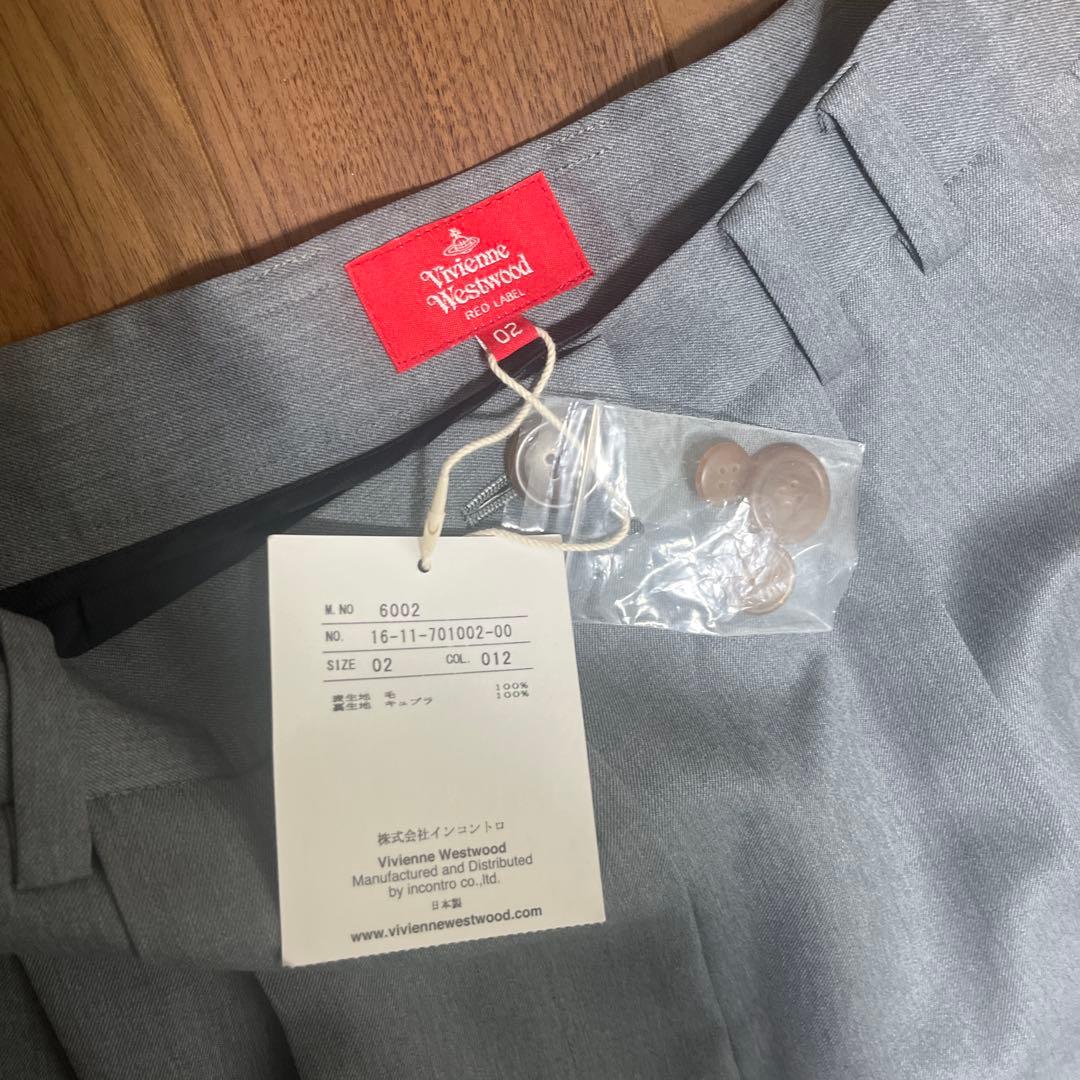 Vivienne
Westwood
RED LABEL
02
M.NO 6002
NO. 16-11-701002-00
SIZE 02 COL. 012
表生地 毛 100%
裏生地 キュプラ 100%
株式会社インコントロ
Vivienne Westwood
Manufactured and Distributed
by incontro co.,ltd.
日本製
www.viviennewestwood.com